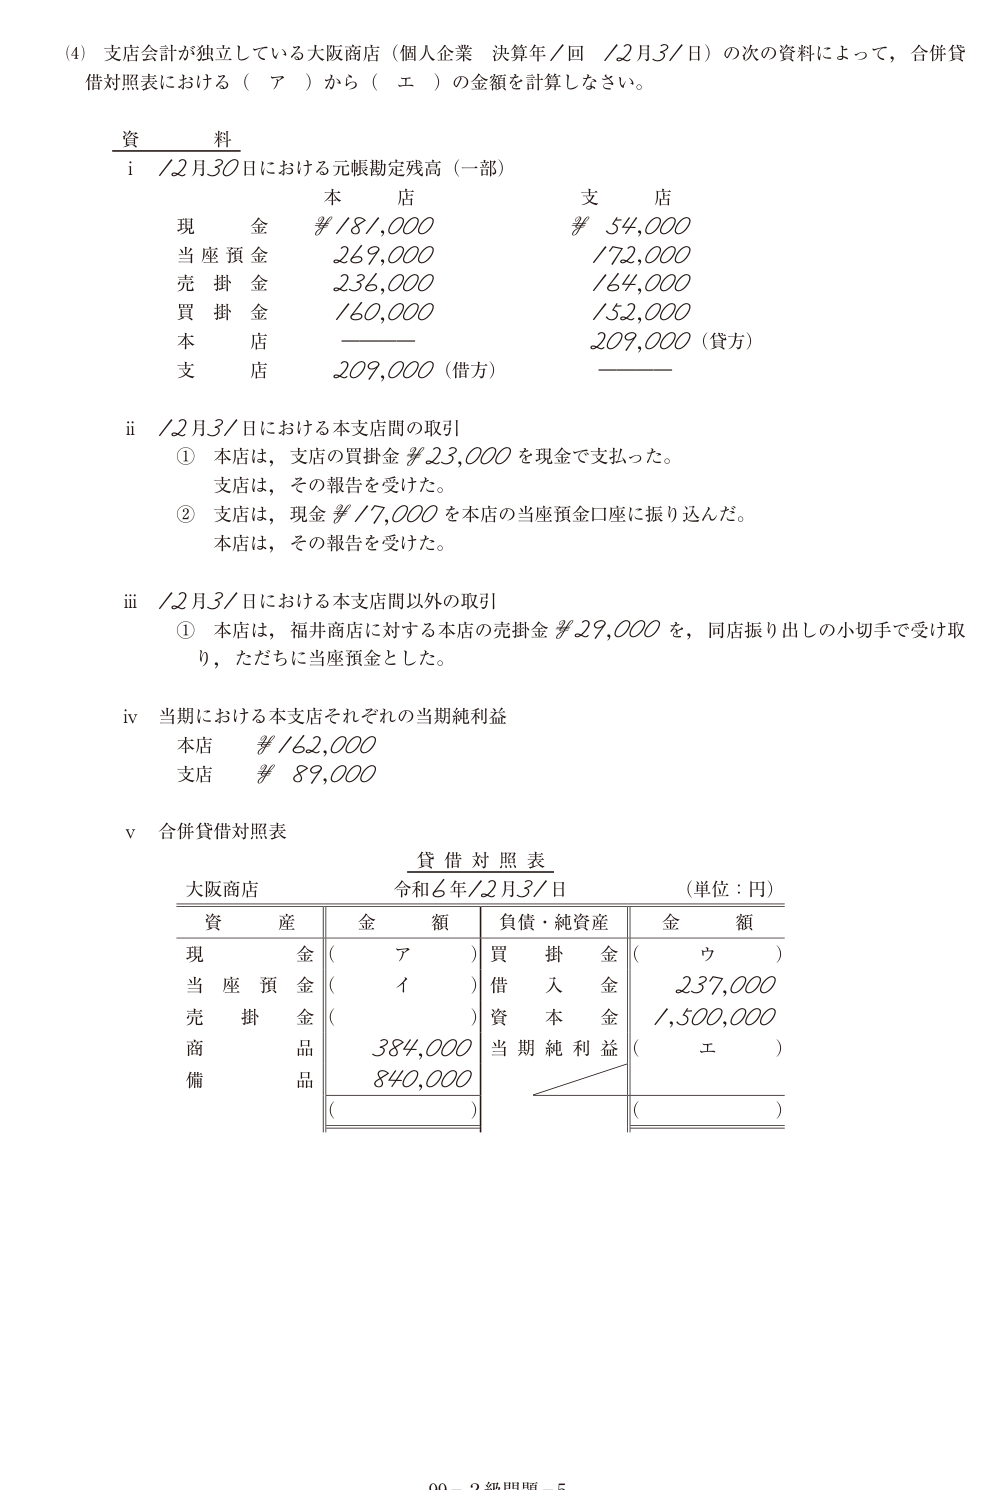 ⑷ 支店会計が独立している大阪商店（個人企業 決算年1回 12月31日）の次の資料によって，合併貸
借対照表における（ ア ）から（ エ ）の金額を計算しなさい。
資 料
ⅰ 12月30日における元帳勘定残高（一部）
本 店 支 店
現 金 ¥181,000 ¥ 54,000
当座預金 269,000 172,000
売掛金 236,000 164,000
買掛金 160,000 152,000
本 店 ──── 209,000（貸方）
支 店 209,000（借方） ────
ⅱ 12月31日における本支店間の取引
① 本店は，支店の買掛金¥23,000を現金で支払った。
支店は，その報告を受けた。
② 支店は，現金¥17,000を本店の当座預金口座に振り込んだ。
本店は，その報告を受けた。
ⅲ 12月31日における本支店間以外の取引
① 本店は，福井商店に対する本店の売掛金¥29,000を，同店振り出しの小切手で受け取
り，ただちに当座預金とした。
ⅳ 当期における本支店それぞれの当期純利益
本店 ¥162,000
支店 ¥ 89,000
ⅴ 合併貸借対照表
貸借対照表
大阪商店 令和6年12月31日 （単位：円）
資 産 金 額 負債・純資産 金 額
現 金 （ ア ） 買掛金 （ ウ ）
当座預金 （ イ ） 借入金 237,000
売掛金 （ ） 資本金 1,500,000
商 品 384,000 当期純利益 （ エ ）
備 品 840,000
（ ） （ ）